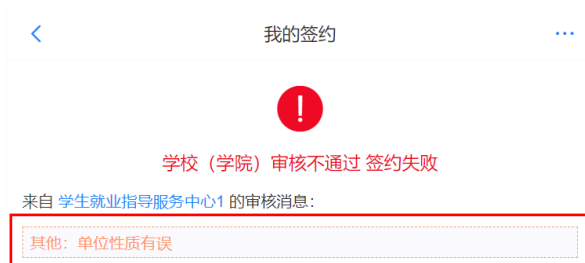 我的签约
学校（学院）审核不通过 签约失败
来自 学生就业指导服务中心1 的审核消息：
其他：单位性质有误